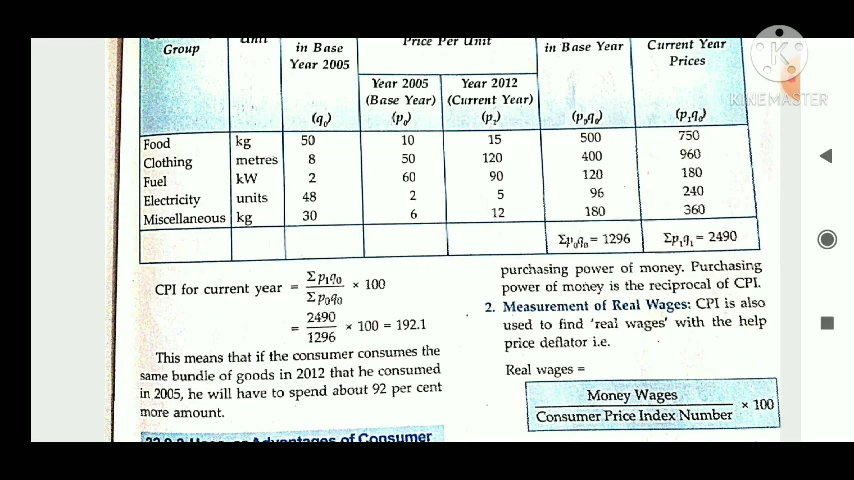 Group
Unit
in Base
Year 2005
(q₀)
Price Per Unit
Year 2005
(Base Year)
Year 2012
(Current Year)
in Base Year
(p₀q₀)
Current Year
Prices
(p₁q₀)
KINEMASTER
Food kg 50 10 15 500 750
Clothing metres 8 50 120 400 960
Fuel kW 2 60 90 120 180
Electricity units 48 2 5 96 240
Miscellaneous kg 30 6 12 180 360
Σp₀q₀ = 1296 Σp₁q₁ = 2490
CPI for current year = Σp₁q₀ / Σp₀q₀ × 100
= 2490 / 1296 × 100 = 192.1
This means that if the consumer consumes the
same bundle of goods in 2012 that he consumed
in 2005, he will have to spend about 92 per cent
more amount.
Advantages of Consumer
purchasing power of money. Purchasing
power of money is the reciprocal of CPI.
2. Measurement of Real Wages: CPI is also
used to find 'real wages' with the help
price deflator i.e.
Real wages =
Money Wages
Consumer Price Index Number × 100